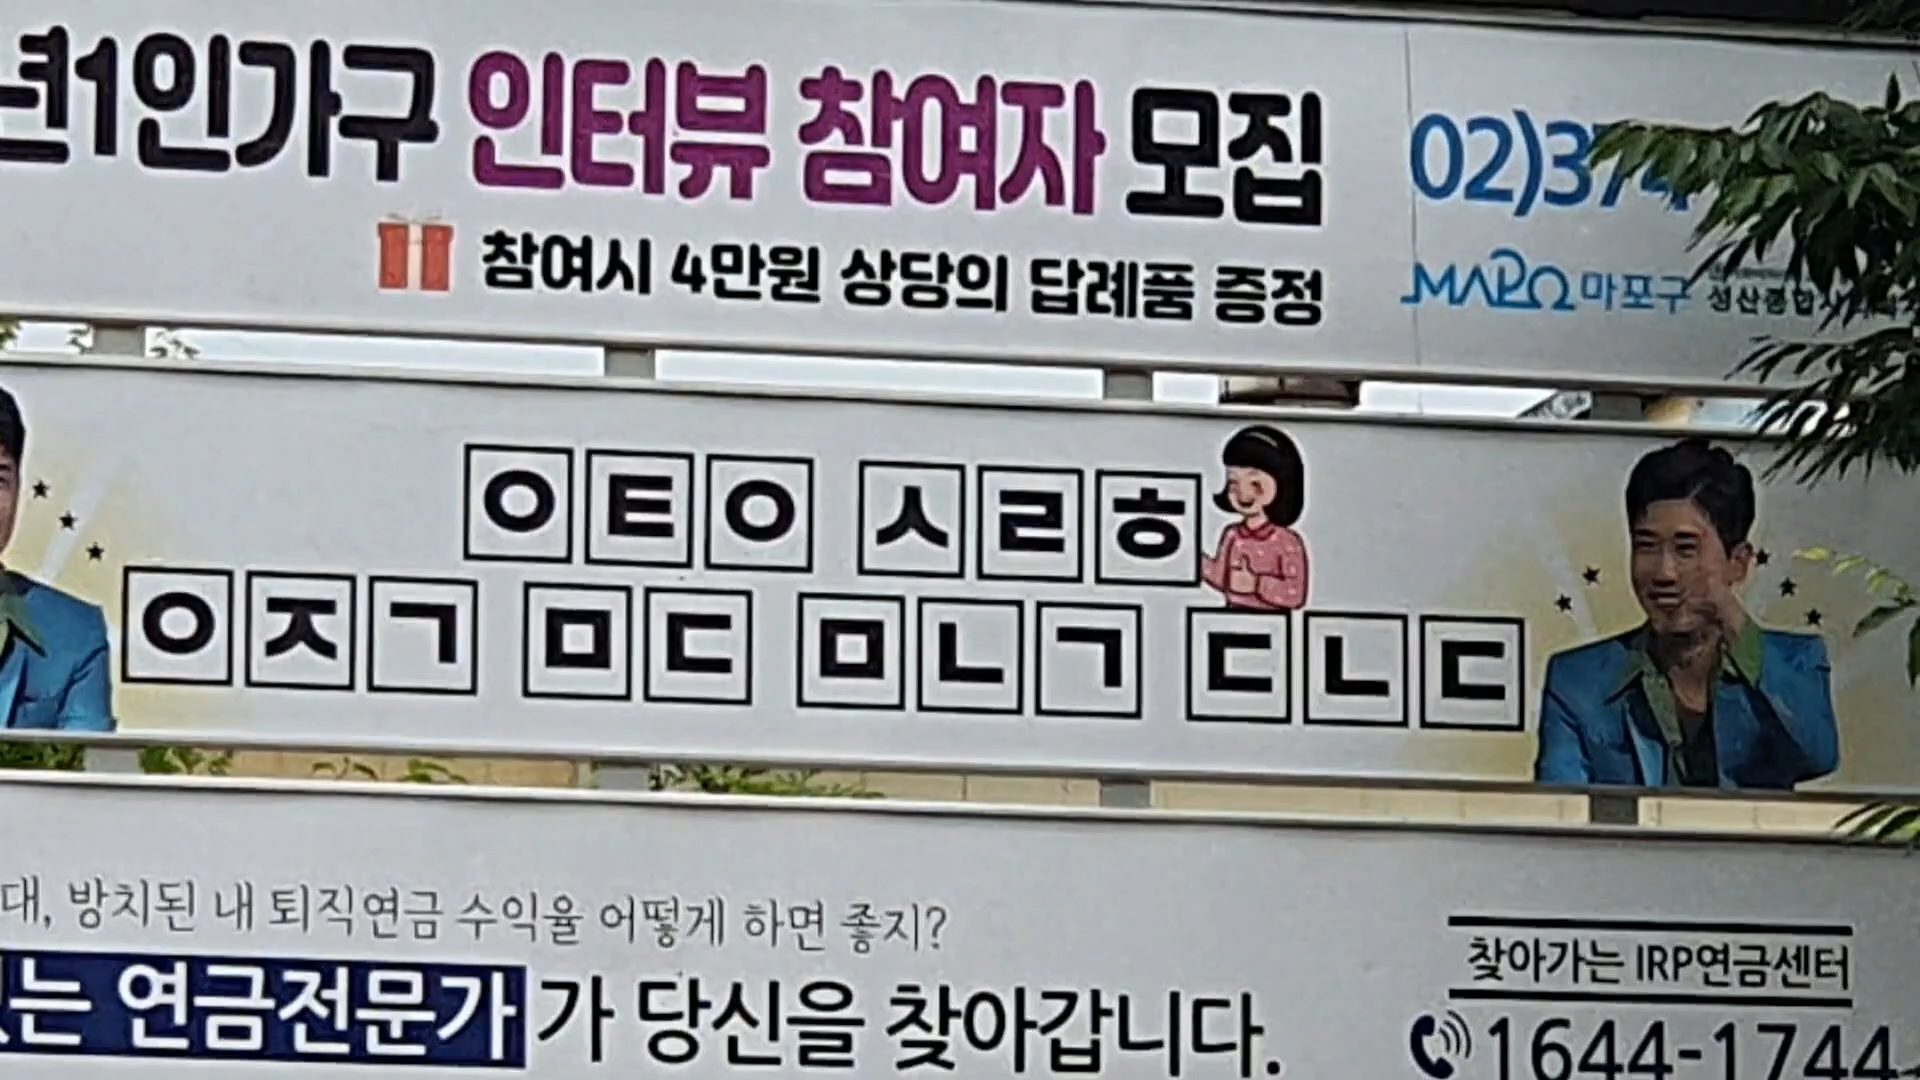 1인가구 인터뷰 참여자 모집
참여시 4만원 상당의 답례품 증정
02)374
MAPO 마포구
ㅇㅌㅇ ㅅㄹㅎ
ㅇㅈㄱ ㅁㄷ ㅁㄴㄱ ㄷㄴㄷ
대, 방치된 내 퇴직연금 수익율 어떻게 하면 좋지?
는 연금전문가가 당신을 찾아갑니다.
찾아가는 IRP연금센터
1644-1744